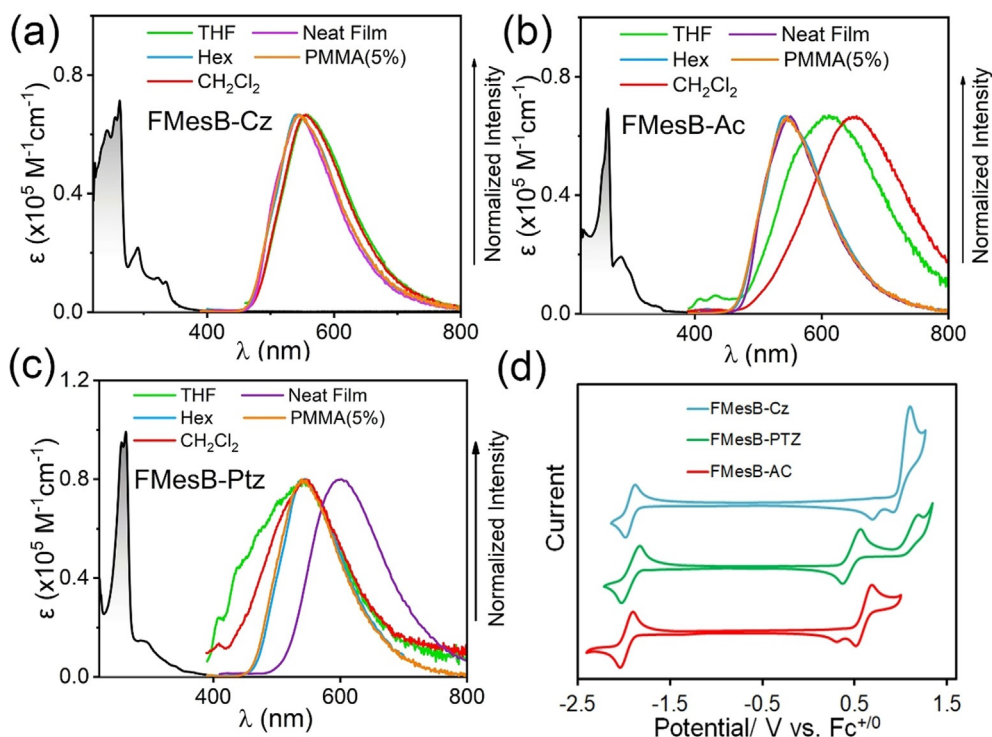 (a)
THF
Neat Film
Hex
PMMA(5%)
CH2Cl2
FMesB-Cz
ε (x10^5 M^-1cm^-1)
0.8
0.4
0.0
400
600
800
λ (nm)
Normalized Intensity
(b)
THF
Neat Film
Hex
PMMA(5%)
CH2Cl2
FMesB-Ac
ε (x10^5 M^-1cm^-1)
0.8
0.4
0.0
400
600
800
λ (nm)
Normalized Intensity
(c)
THF
Neat Film
Hex
PMMA(5%)
CH2Cl2
FMesB-Ptz
ε (x10^5 M^-1cm^-1)
1.2
0.8
0.4
0.0
400
600
800
λ (nm)
Normalized Intensity
(d)
FMesB-Cz
FMesB-PTZ
FMesB-AC
Current
-2.5
-1.5
-0.5
0.5
1.5
Potential/ V vs. Fc^+/0